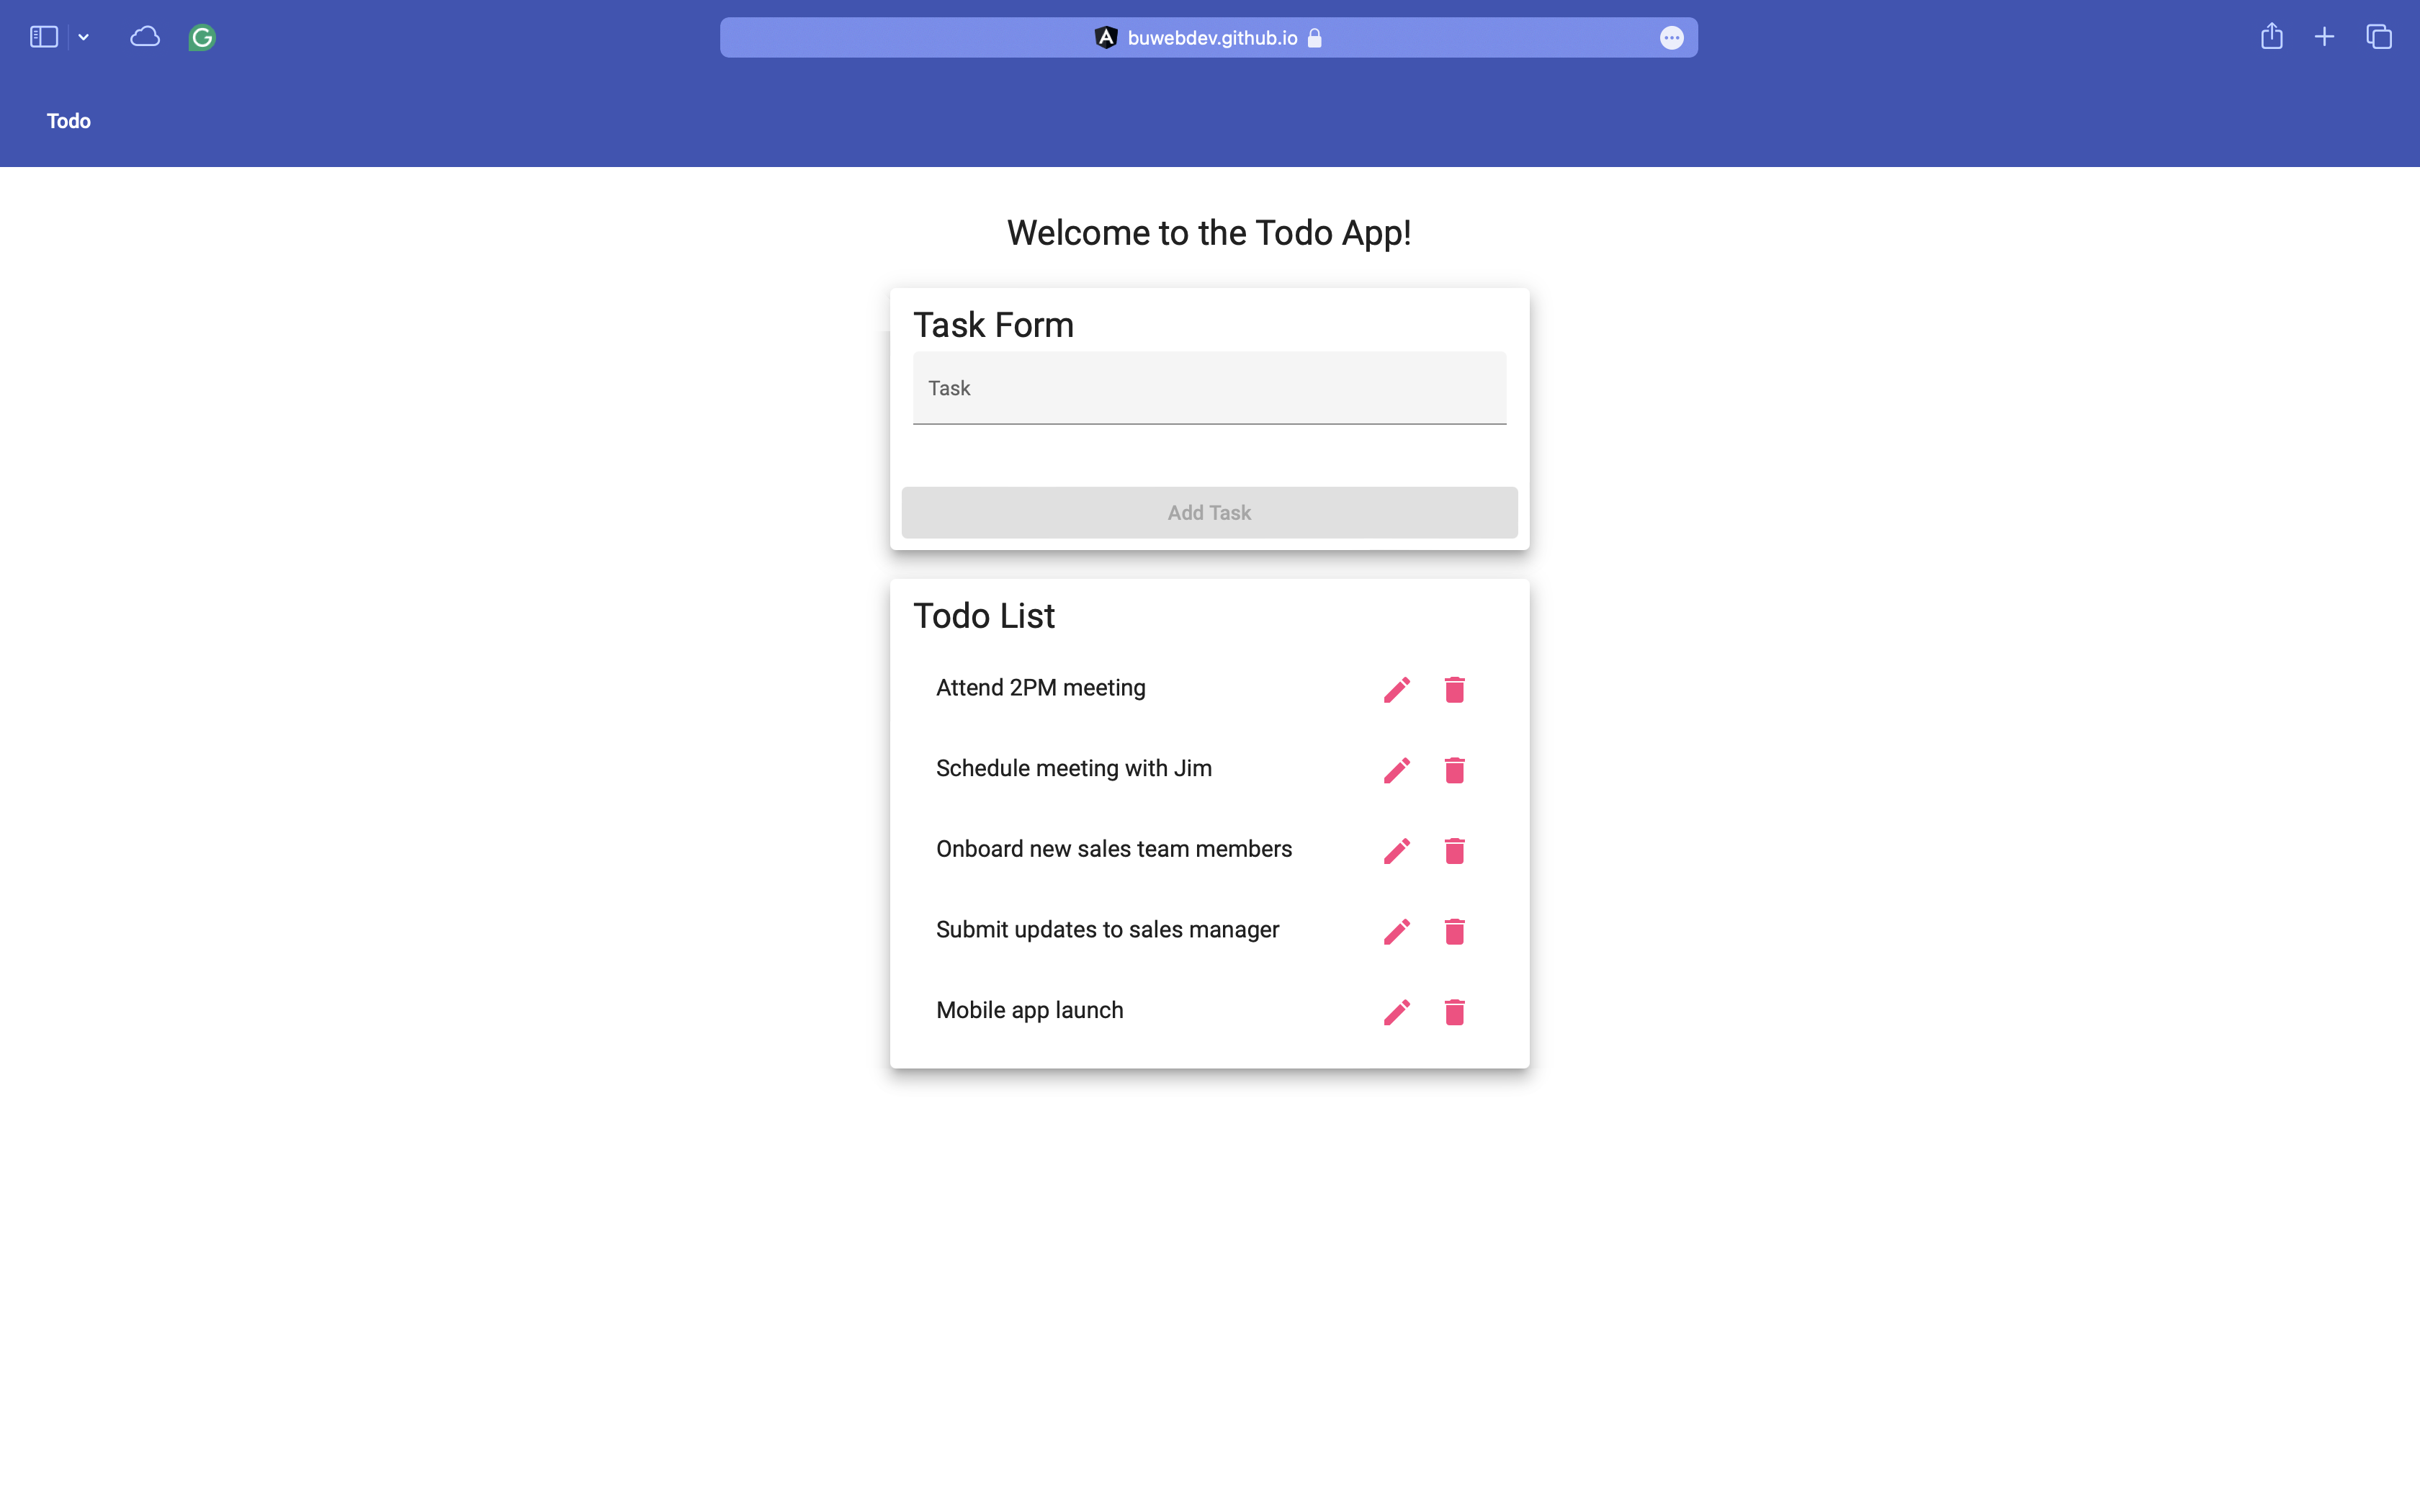 buwebdev.github.io
Todo
Welcome to the Todo App!
Task Form
Task
Add Task
Todo List
Attend 2PM meeting
Schedule meeting with Jim
Onboard new sales team members
Submit updates to sales manager
Mobile app launch